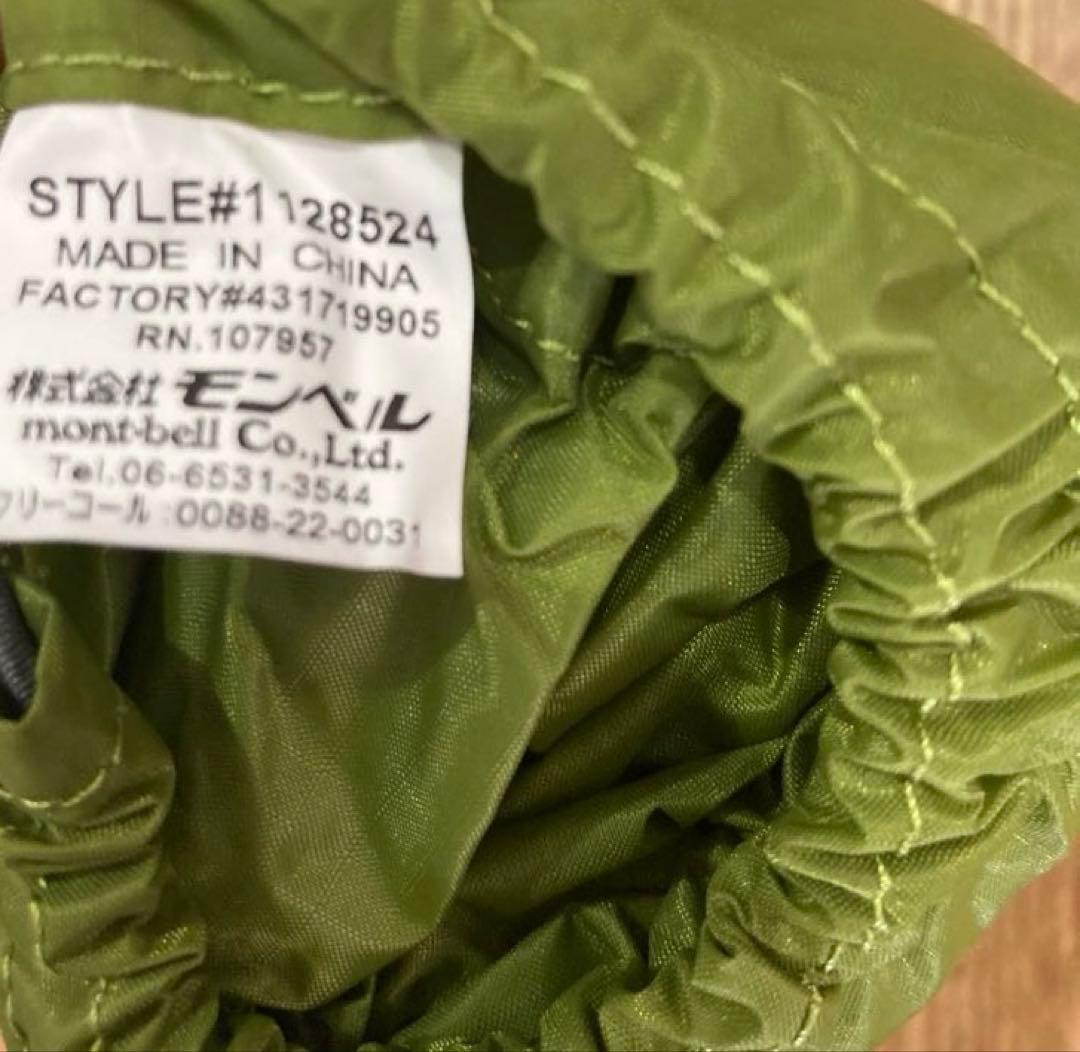 STYLE#1128524
MADE IN CHINA
FACTORY#431719905
RN.107957
株式会社 モンベル
mont-bell Co.,Ltd.
Tel.06-6531-3544
フリーコール:0088-22-0031